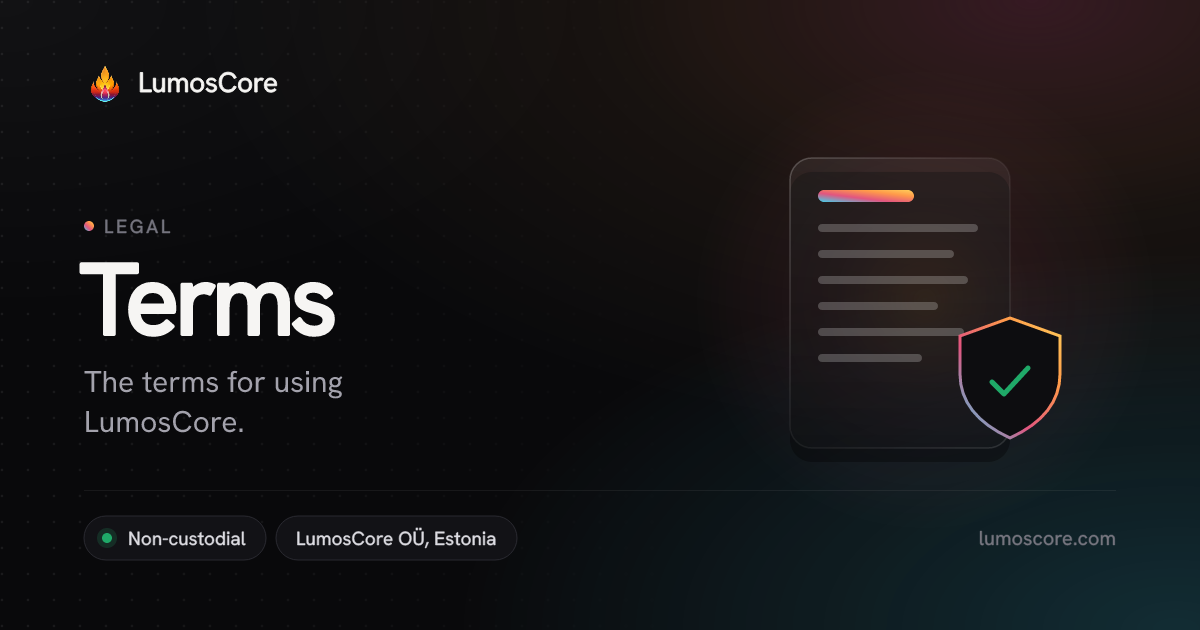 LumosCore
LEGAL
Terms
The terms for using
LumosCore.
Non-custodial
LumosCore OÜ, Estonia
lumoscore.com